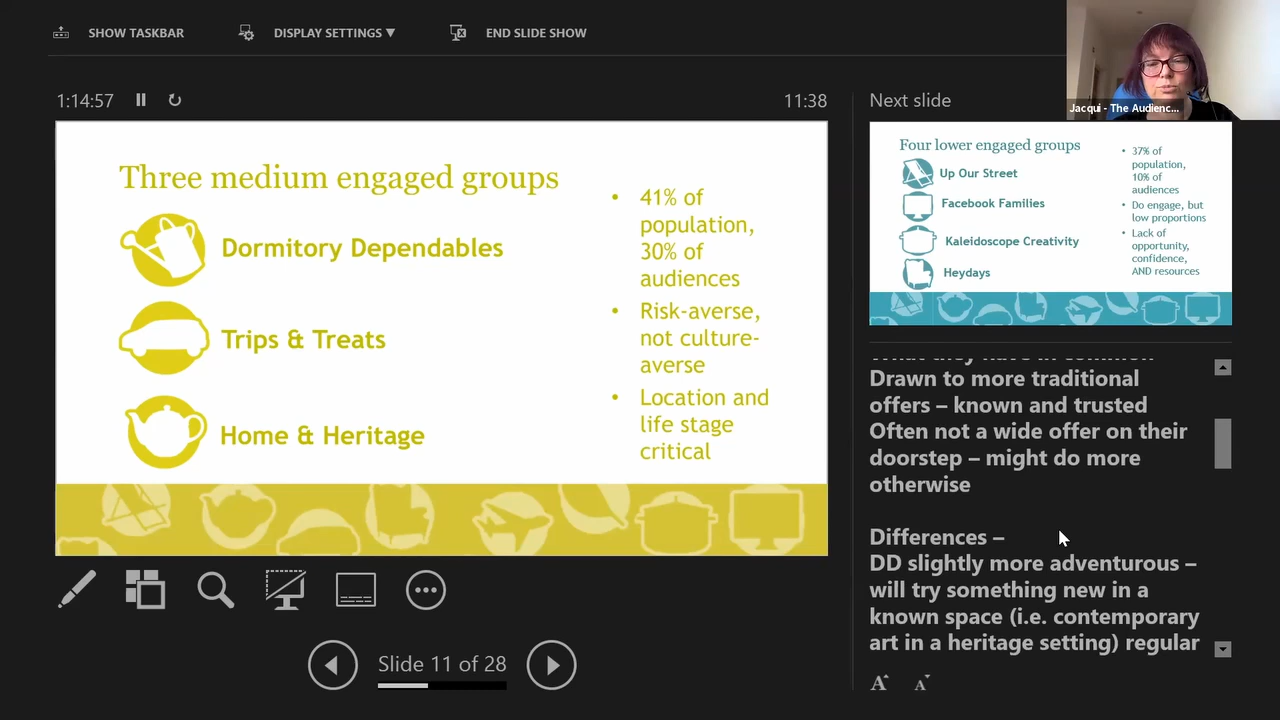 SHOW TASKBAR
DISPLAY SETTINGS ▼
END SLIDE SHOW
Jacqui - The Audienc...
1:14:57
11:38
Three medium engaged groups
Dormitory Dependables
Trips & Treats
Home & Heritage
• 41% of
population,
30% of
audiences
• Risk-averse,
not culture-
averse
• Location and
life stage
critical
Slide 11 of 28
Next slide
Four lower engaged groups
Up Our Street
Facebook Families
Kaleidoscope Creativity
Heydays
• 37% of
population,
10% of
audiences
• Do engage, but
low proportions
• Lack of
opportunity,
confidence,
AND resources
What they have in common
Drawn to more traditional
offers – known and trusted
Often not a wide offer on their
doorstep – might do more
otherwise
Differences –
DD slightly more adventurous –
will try something new in a
known space (i.e. contemporary
art in a heritage setting) regular
A A